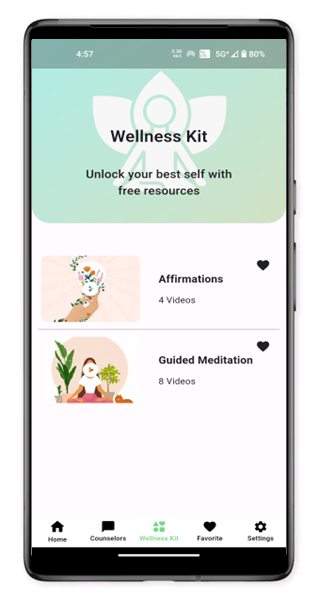 4:57
5G+ 80%
Wellness Kit
Unlock your best self with
free resources
Affirmations
4 Videos
Guided Meditation
8 Videos
Home
Counselors
Wellness Kit
Favorite
Settings